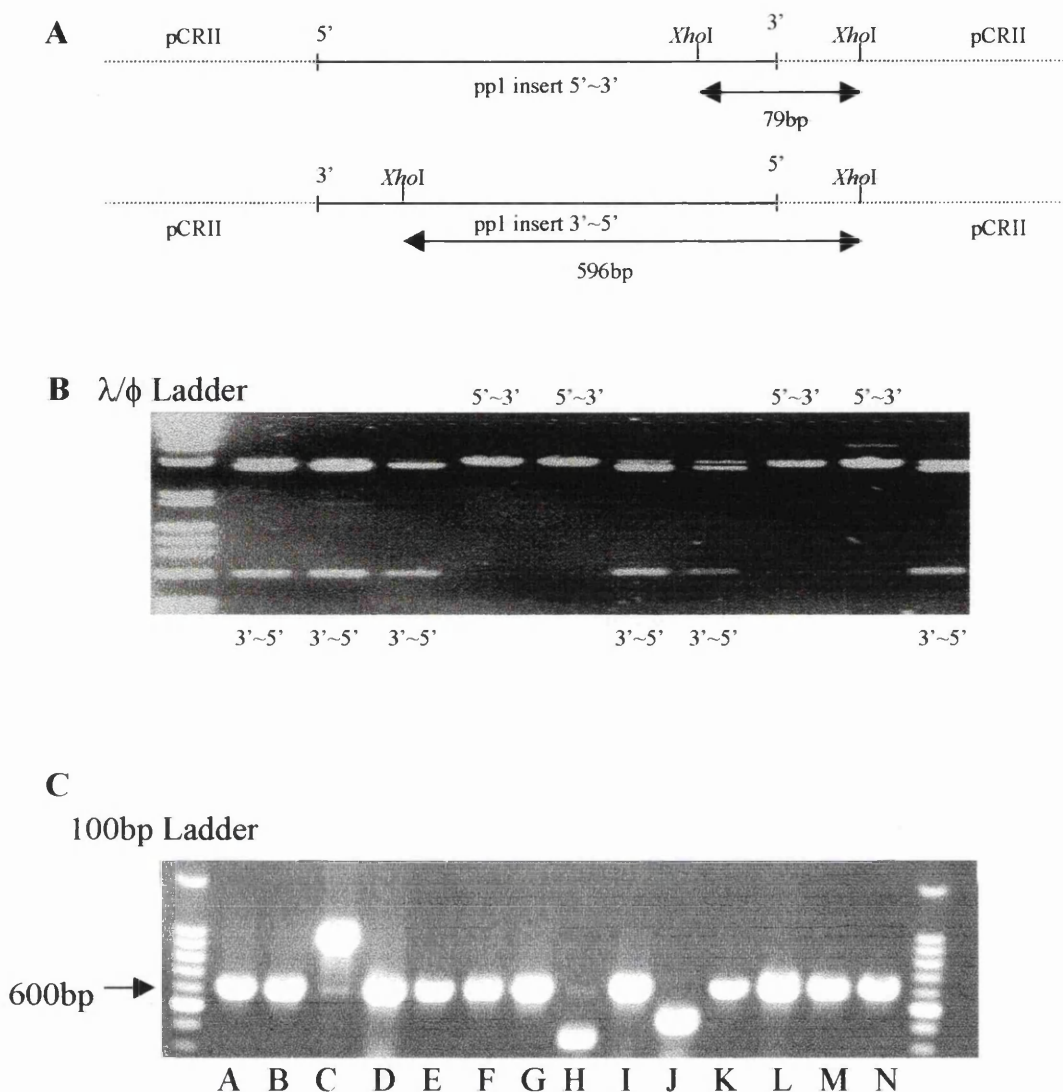 A
pCRII 5' XhoI 3' XhoI pCRII
pp1 insert 5'~3'
79bp
3' XhoI 5' XhoI
pCRII pp1 insert 3'~5' pCRII
596bp
B λ/ϕ Ladder 5'~3' 5'~3' 5'~3' 5'~3'
3'~5' 3'~5' 3'~5' 3'~5' 3'~5' 3'~5'
C
100bp Ladder
600bp
A B C D E F G H I J K L M N